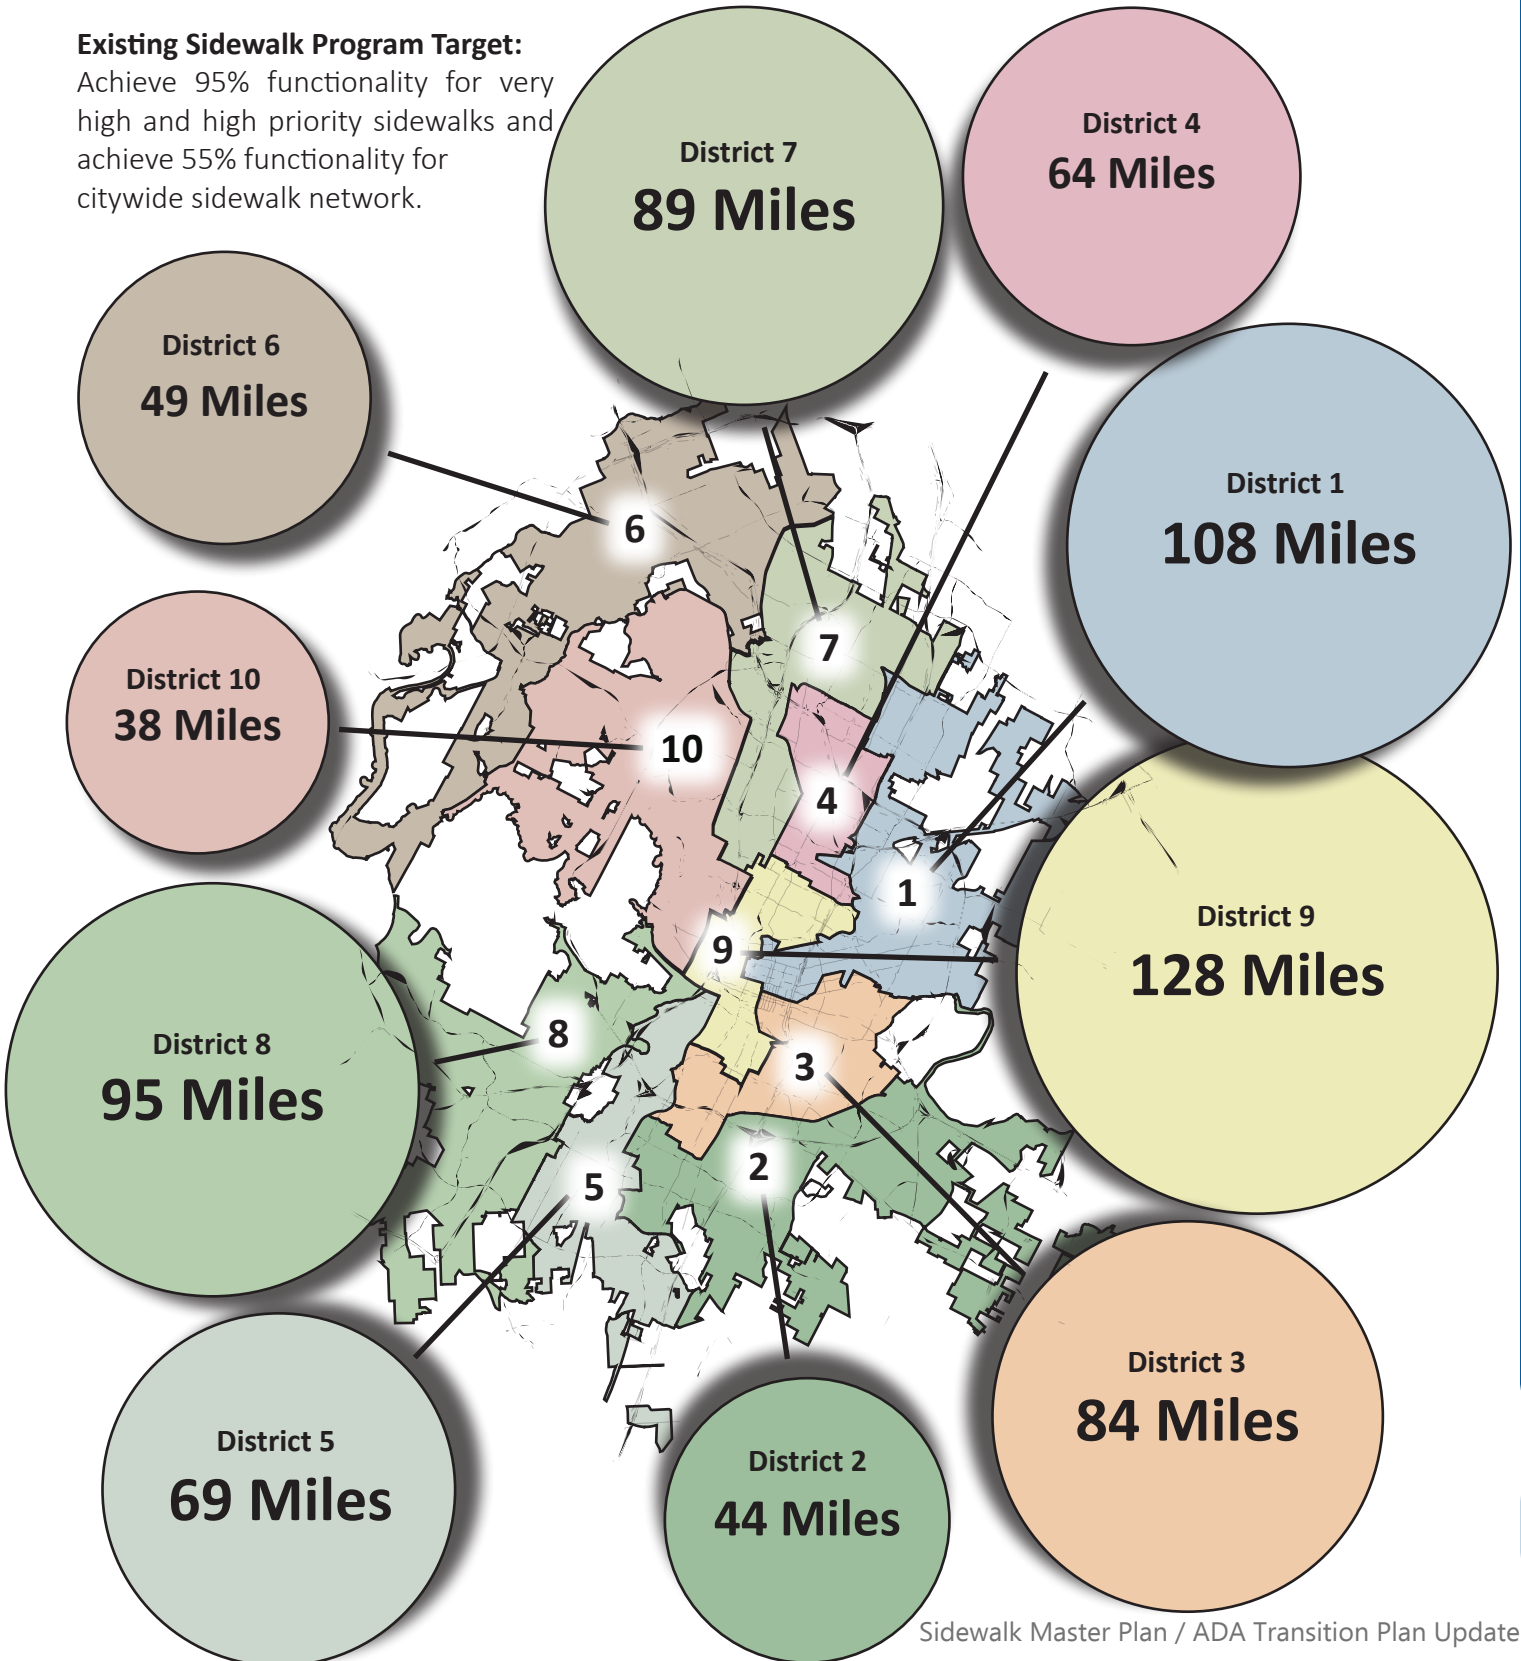 Existing Sidewalk Program Target:
Achieve 95% functionality for very
high and high priority sidewalks and
achieve 55% functionality for
citywide sidewalk network.
District 7
89 Miles
District 4
64 Miles
District 6
49 Miles
District 1
108 Miles
District 10
38 Miles
District 9
128 Miles
District 8
95 Miles
District 3
84 Miles
District 5
69 Miles
District 2
44 Miles
6
7
10
4
1
9
8
3
2
5
Sidewalk Master Plan / ADA Transition Plan Update